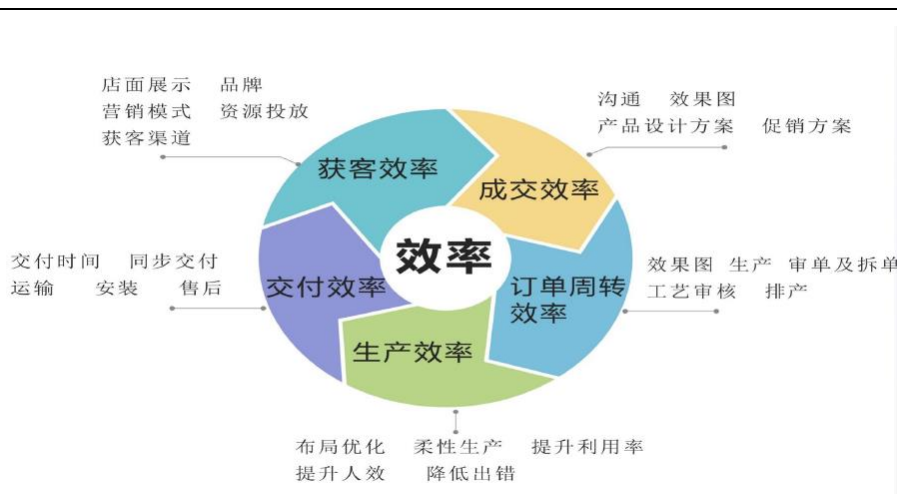 店面展示 品牌
营销模式 资源投放
获客渠道
沟通 效果图
产品设计方案 促销方案
获客效率
成交效率
效率
交付时间 同步交付
运输 安装 售后
交付效率
订单周转
效率
效果图 生产 审单及拆单
工艺审核 排产
生产效率
布局优化 柔性生产 提升利用率
提升人效 降低出错